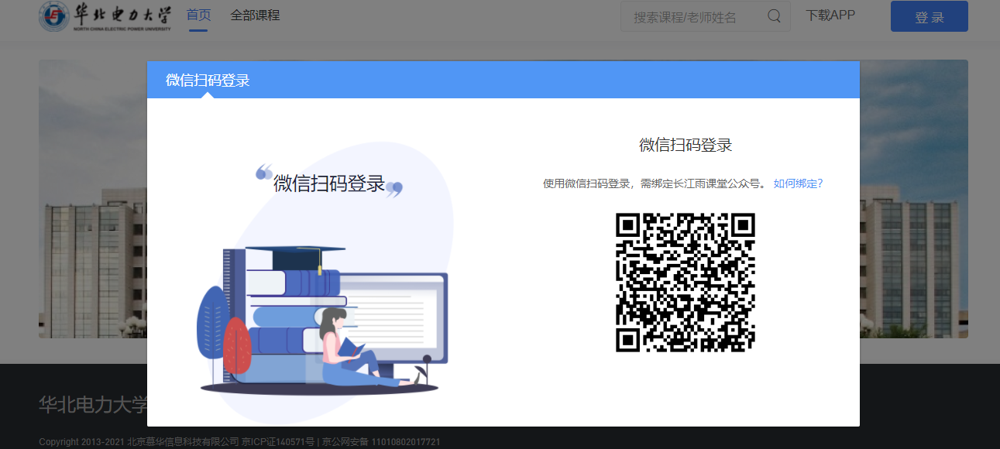 华北电力大学 首页 全部课程 搜索课程/老师姓名 下载APP 登 录
NORTH CHINA ELECTRIC POWER UNIVERSITY
微信扫码登录
微信扫码登录
使用微信扫码登录，需绑定长江雨课堂公众号。 如何绑定?
微信扫码登录
华北电力大学
Copyright 2013-2021 北京慕华信息科技有限公司 京ICP证140571号 | 京公网安备 11010802017721